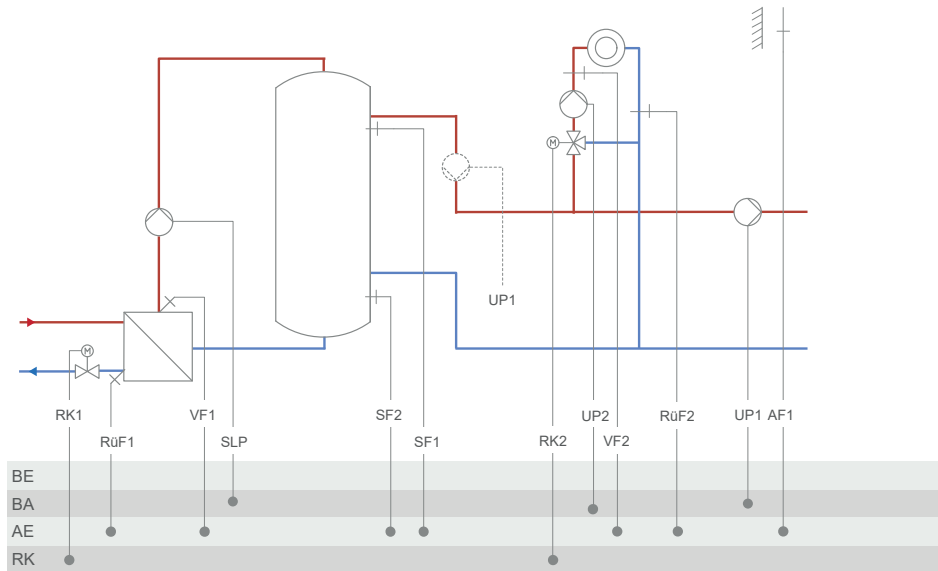 M
UP1
M
RK1
VF1
SF2
UP2
RüF2
UP1
AF1
RüF1
SLP
SF1
RK2
VF2
BE
BA
AE
RK